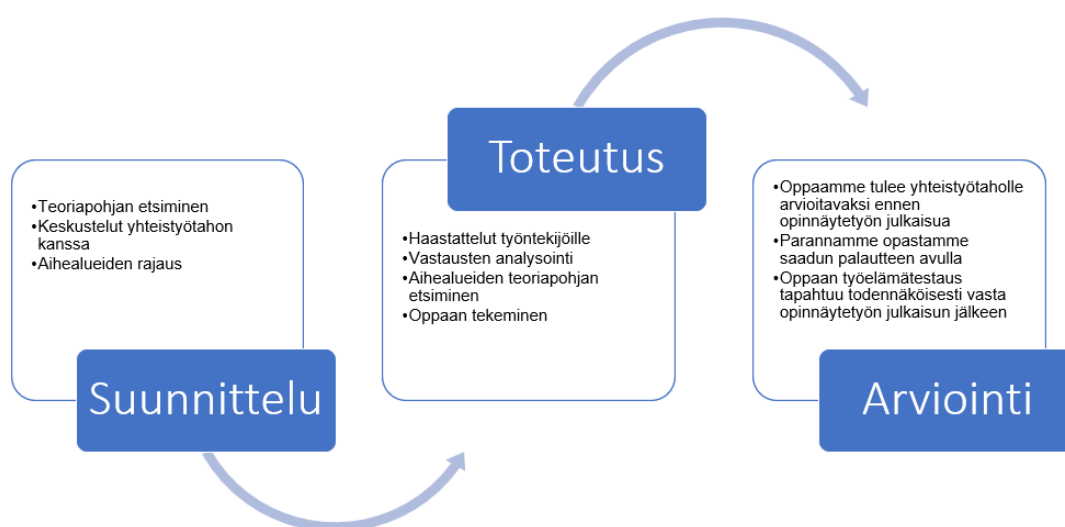 •Teoriapohjan etsiminen
•Keskustelut yhteistyötahon
kanssa
•Aihealueiden rajaus
Suunnittelu
Toteutus
•Haastattelut työntekijöille
•Vastausten analysointi
•Aihealueiden teoriapohjan
etsiminen
•Oppaan tekeminen
•Oppaamme tulee yhteistyötaholle
arvioitavaksi ennen
opinnäytetyön julkaisua
•Parannamme opastamme
saadun palautteen avulla
•Oppaan työelämätestaus
tapahtuu todennäköisesti vasta
opinnäytetyön julkaisun jälkeen
Arviointi